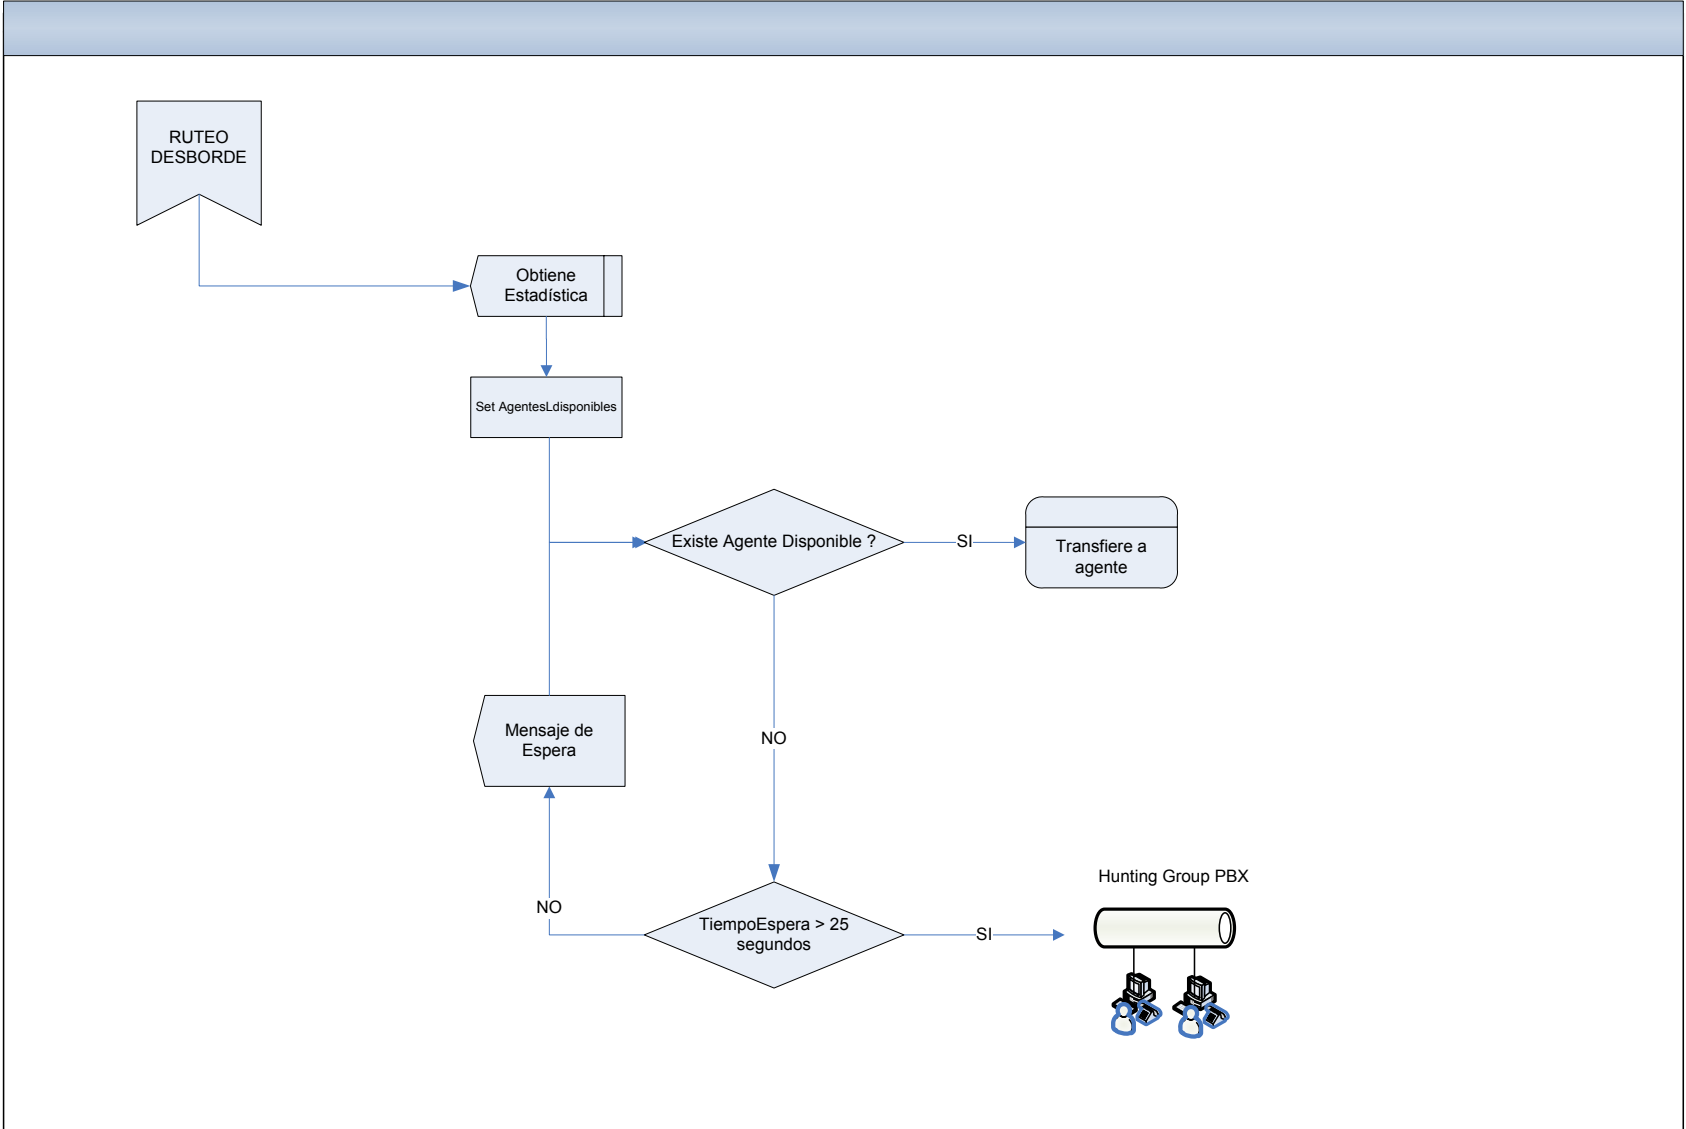 RUTEO
DESBORDE
Obtiene
Estadística
Set AgentesLdisponibles
Existe Agente Disponible ?
SI
Transfiere a
agente
Mensaje de
Espera
NO
Hunting Group PBX
NO
TiempoEspera > 25
segundos
SI